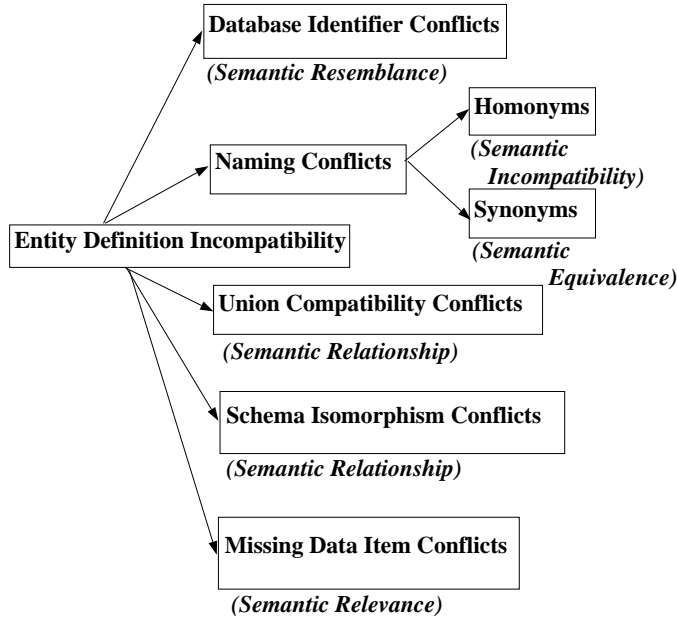 Database Identifier Conflicts
(Semantic Resemblance)
Homonyms
(Semantic
Incompatibility)
Naming Conflicts
Synonyms
(Semantic
Equivalence)
Entity Definition Incompatibility
Union Compatibility Conflicts
(Semantic Relationship)
Schema Isomorphism Conflicts
(Semantic Relationship)
Missing Data Item Conflicts
(Semantic Relevance)